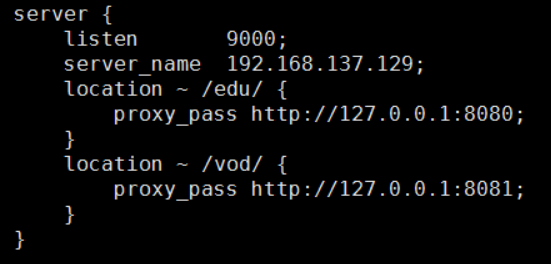 server {
    listen       9000;
    server_name  192.168.137.129;
    location ~ /edu/ {
        proxy_pass http://127.0.0.1:8080;
    }
    location ~ /vod/ {
        proxy_pass http://127.0.0.1:8081;
    }
}